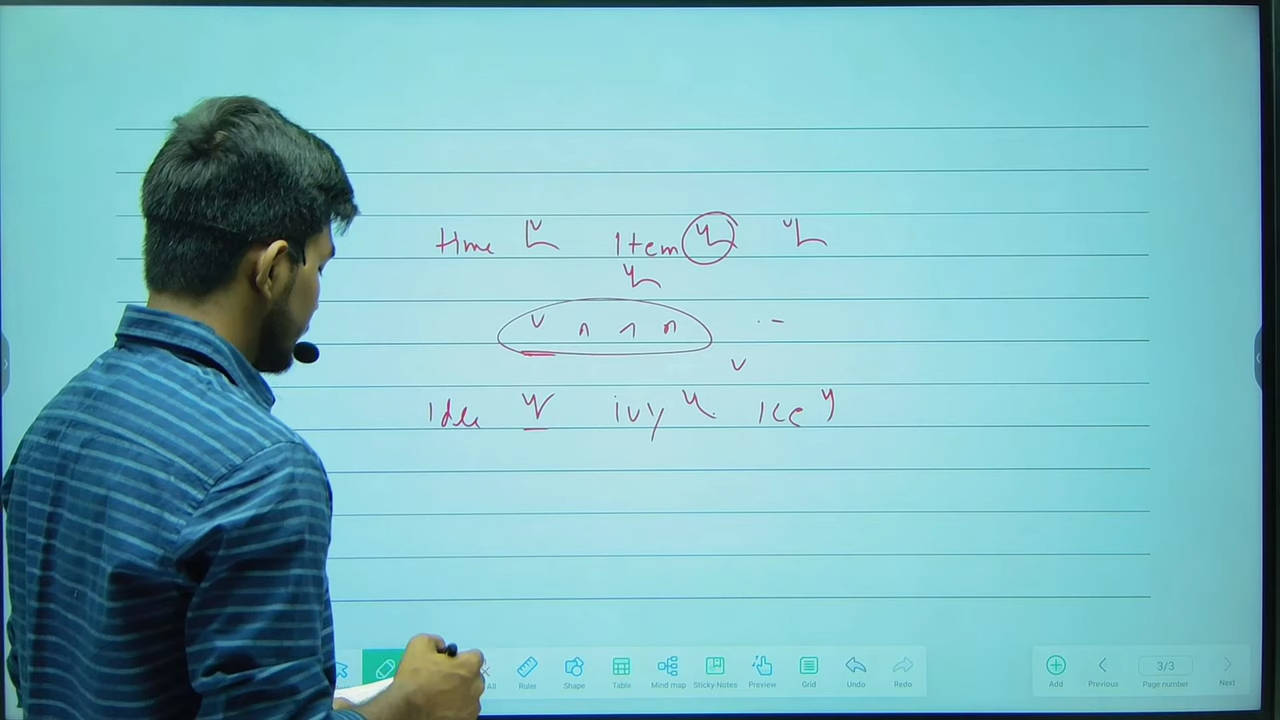 time Item
Idea ivy Ice
All Ruler Shape Table Mind map Sticky-Notes Preview Grid Undo Redo Add Previous 3/3 Page number Next